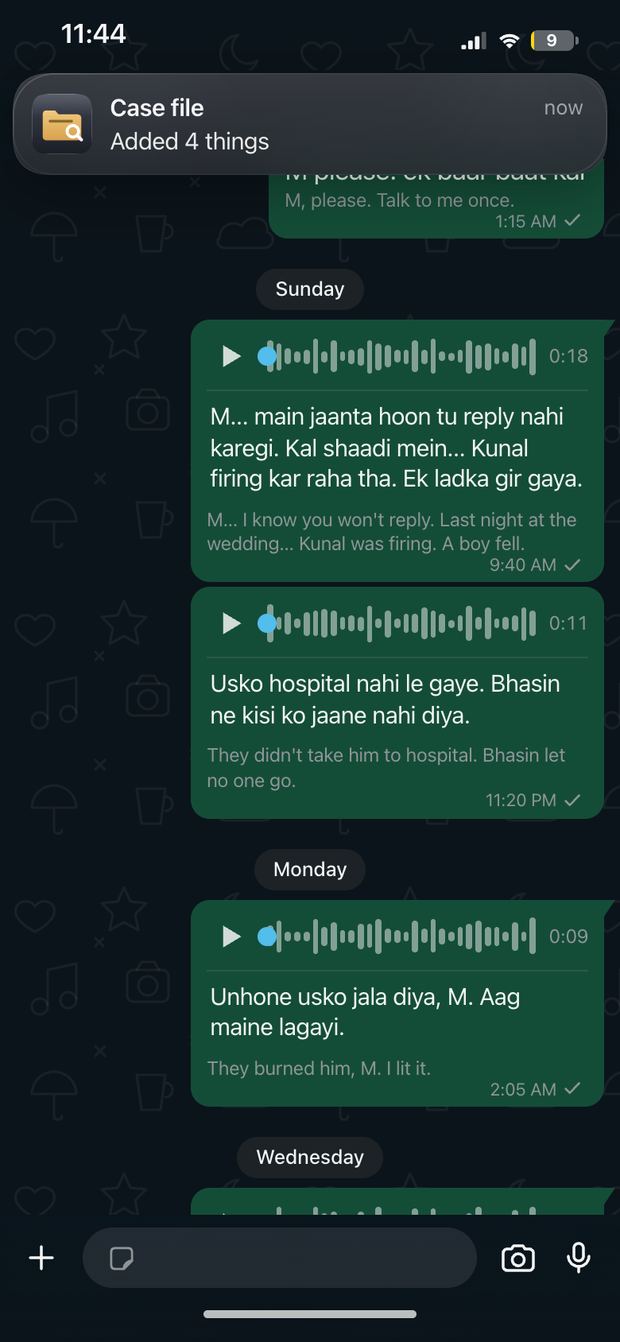 11:44
9
Case file
now
Added 4 things
M please. ek baar baat kar
M, please. Talk to me once.
1:15 AM
Sunday
0:18
M... main jaanta hoon tu reply nahi
karegi. Kal shaadi mein... Kunal
firing kar raha tha. Ek ladka gir gaya.
M... I know you won't reply. Last night at the
wedding... Kunal was firing. A boy fell.
9:40 AM
0:11
Usko hospital nahi le gaye. Bhasin
ne kisi ko jaane nahi diya.
They didn't take him to hospital. Bhasin let
no one go.
11:20 PM
Monday
0:09
Unhone usko jala diya, M. Aag
maine lagayi.
They burned him, M. I lit it.
2:05 AM
Wednesday